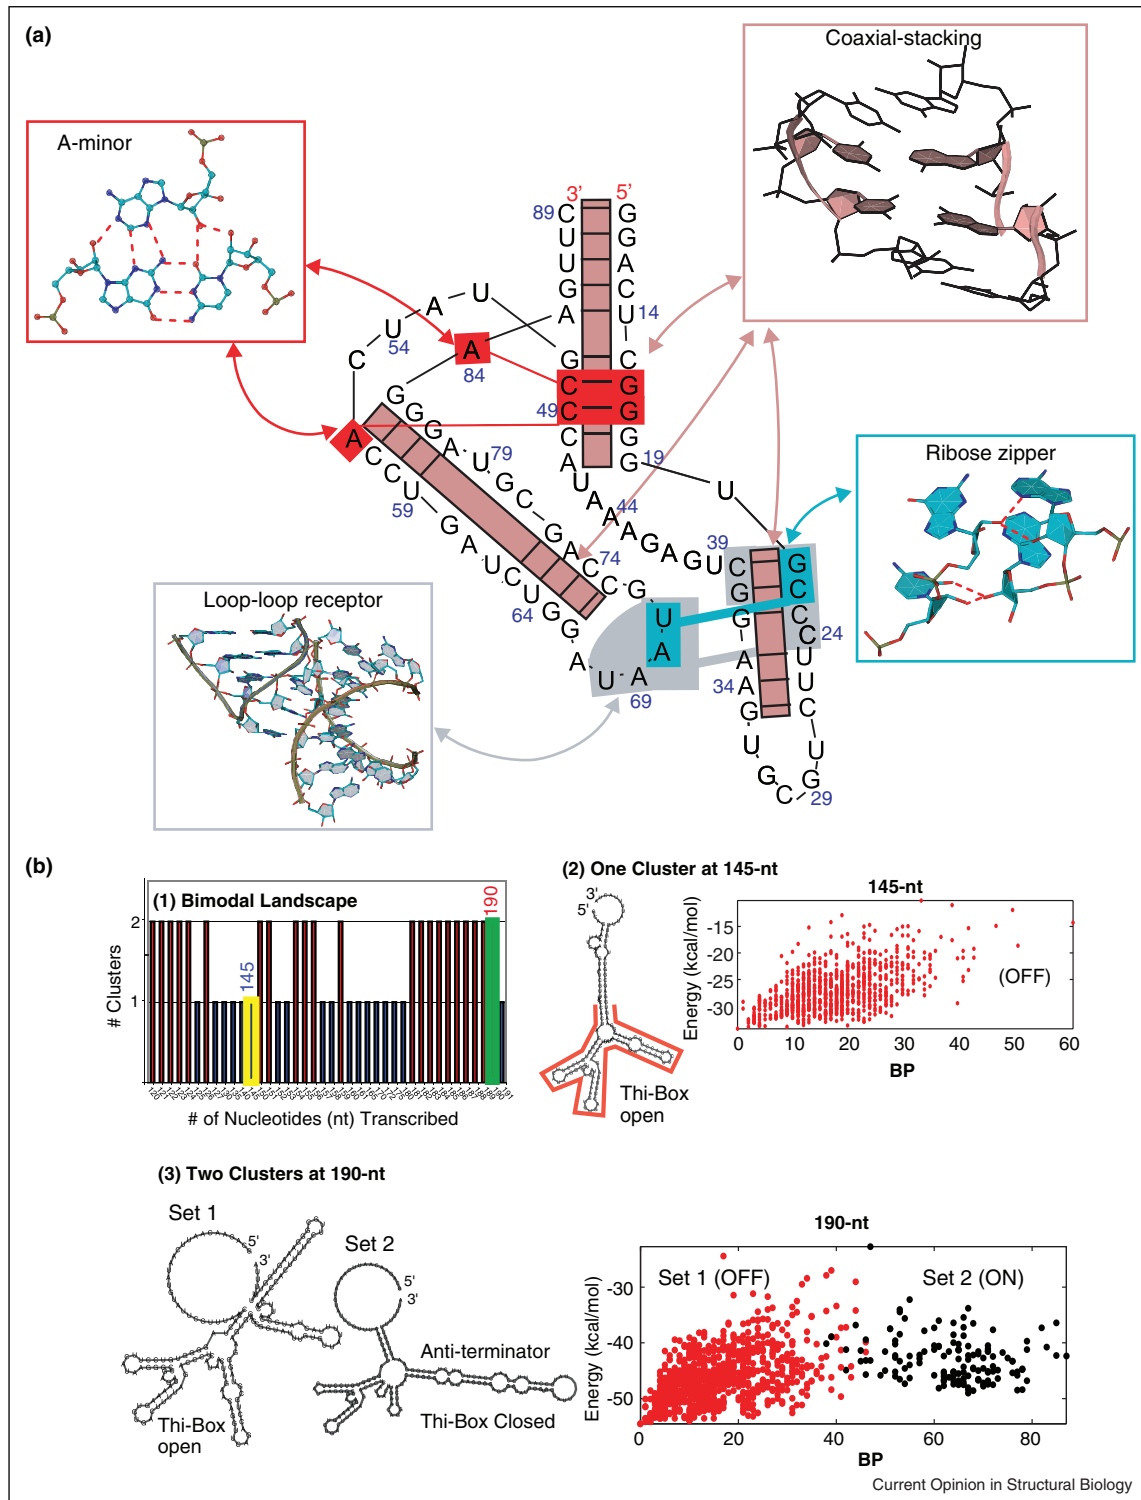 (a)
Coaxial-stacking
A-minor
3' 5'
89 C G
U G
U A
G C
A U 14
U
A
U
54
C
A
84
G C
C G
49 C G
C G
A G 19
U
A
G
G
G
A
U 79
G
C
C
G
A 74
C
C
G
U
A
A
69
U
A
G
G
U 64
C
U
A
G
U 59
C
C
A
U
A
A 44
A
G
A
G
U 39
C G
G C
G C
C 24
A U
34 A U
G C
U U
G G
C 29
Ribose zipper
Loop-loop receptor
(b)
(1) Bimodal Landscape
190
145
2
1
# Clusters
# of Nucleotides (nt) Transcribed
(2) One Cluster at 145-nt
3'
5'
Thi-Box
open
145-nt
Energy (kcal/mol)
-15
-20
-25
-30
(OFF)
0 10 20 30 40 50 60
BP
(3) Two Clusters at 190-nt
Set 1
5'
3'
Thi-Box
open
Set 2
5'
3'
Anti-terminator
Thi-Box Closed
190-nt
Energy (kcal/mol)
-30
-40
-50
Set 1 (OFF) Set 2 (ON)
0 20 40 60 80
BP
Current Opinion in Structural Biology